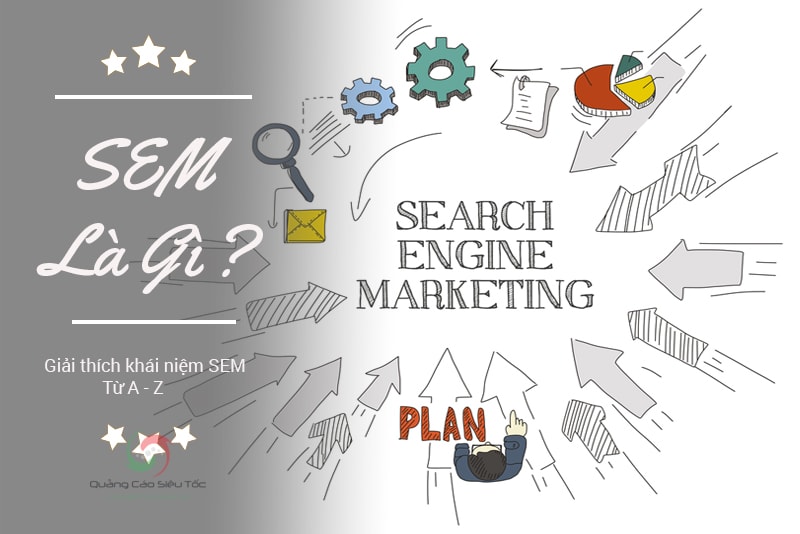 SEM
Là Gì ?
Giải thích khái niệm SEM
Từ A - Z
Quảng Cáo Siêu Tốc
SEARCH
ENGINE
MARKETING
PLAN